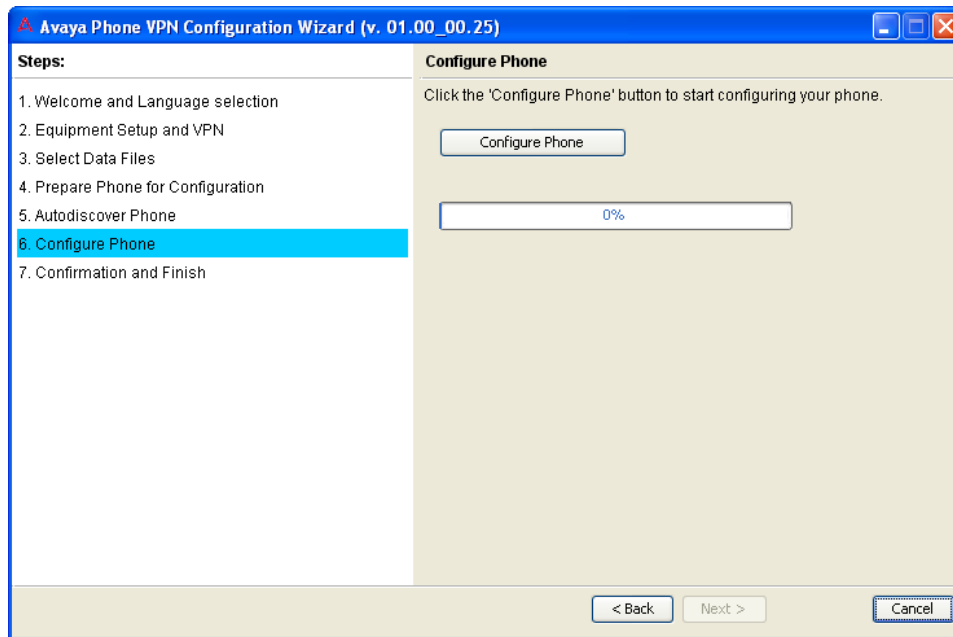 Avaya Phone VPN Configuration Wizard (v. 01.00_00.25)
Steps:
1. Welcome and Language selection
2. Equipment Setup and VPN
3. Select Data Files
4. Prepare Phone for Configuration
5. Autodiscover Phone
6. Configure Phone
7. Confirmation and Finish
Configure Phone
Click the 'Configure Phone' button to start configuring your phone.
Configure Phone
0%
< Back
Next >
Cancel